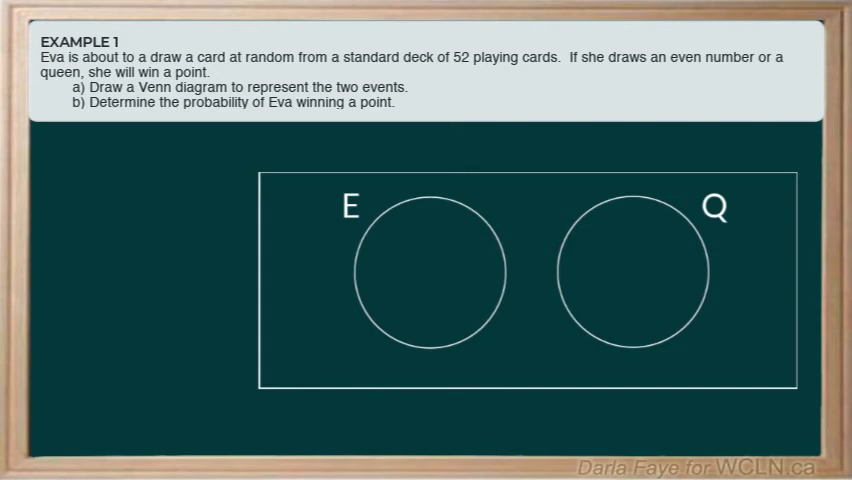 EXAMPLE 1
Eva is about to a draw a card at random from a standard deck of 52 playing cards. If she draws an even number or a
queen, she will win a point.
a) Draw a Venn diagram to represent the two events.
b) Determine the probability of Eva winning a point.
E Q
Darla Faye for WCLN.ca